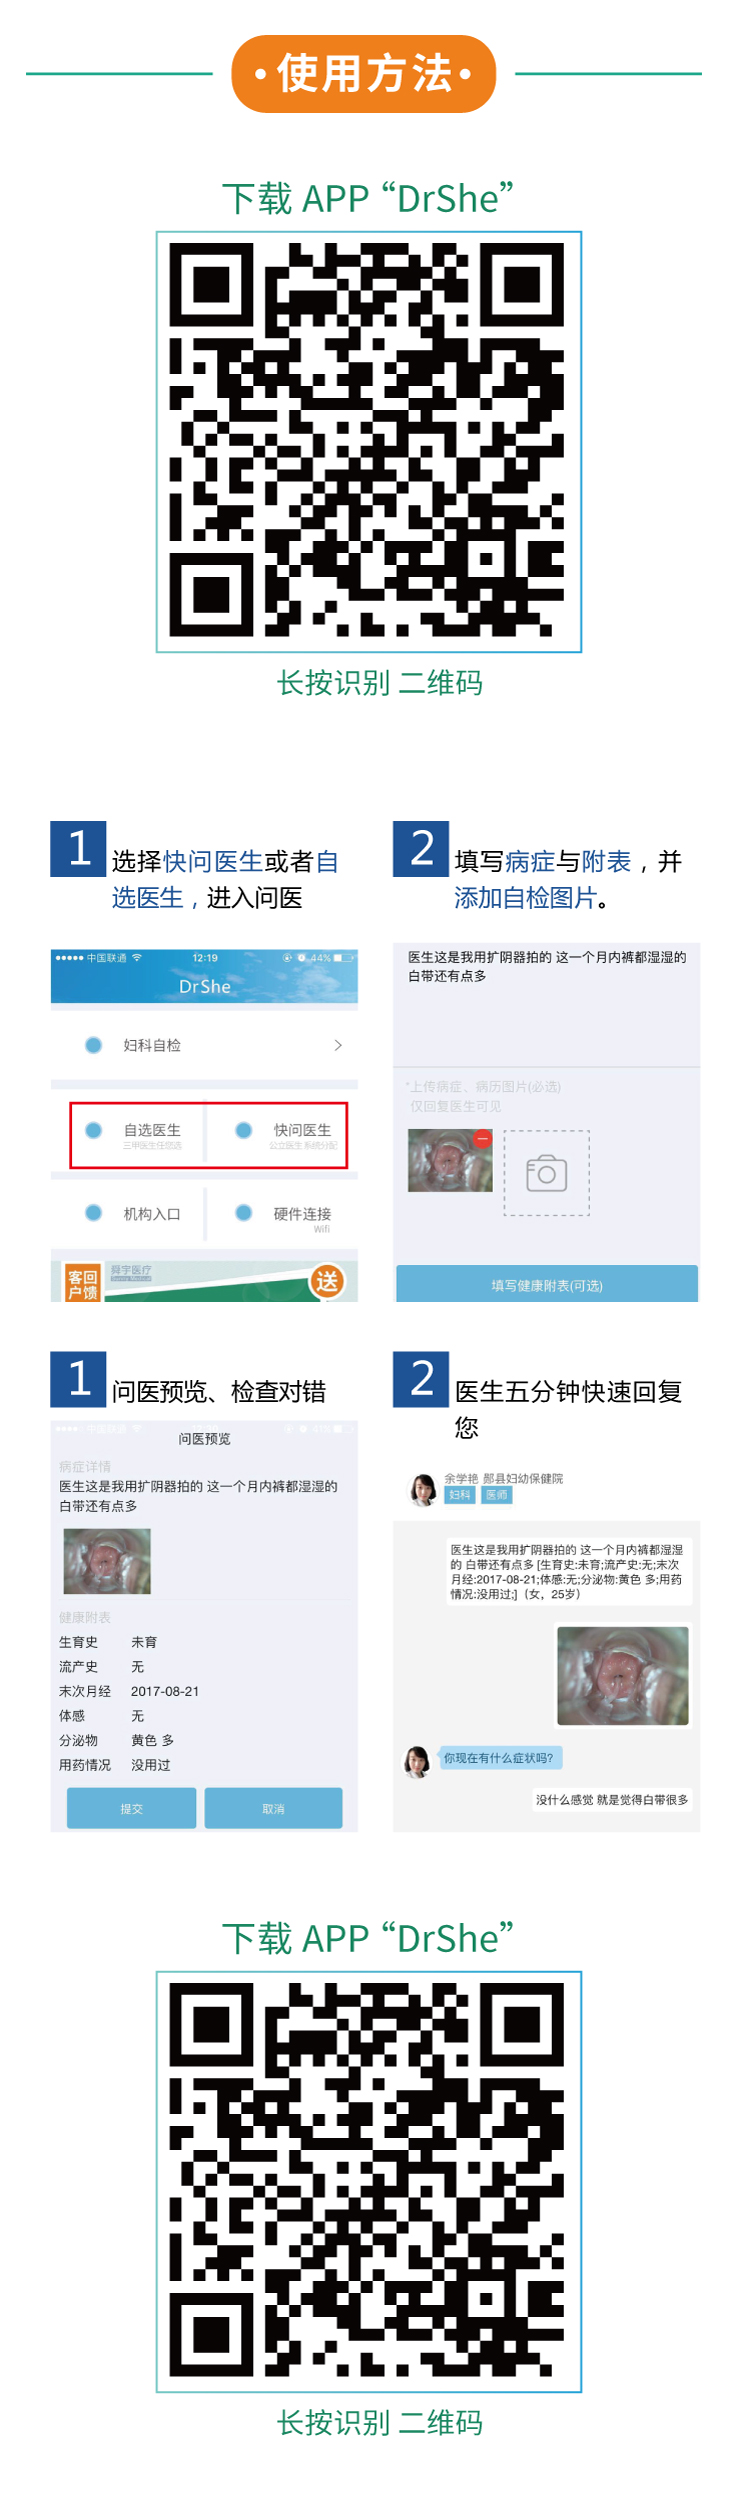 使用方法
下载 APP “DrShe”
长按识别 二维码
1 选择快问医生或者自
选医生，进入问医
中国联通 12:19 44%
DrShe
妇科自检
自选医生 快问医生
三甲医生任您选 公立医生系统分配
机构入口 硬件连接
Wifi
客户回馈 舜宇医疗 送
Sunny Medical
2 填写病症与附表，并
添加自检图片。
医生这是我用扩阴器拍的 这一个月内裤都湿湿的
白带还有点多
*上传病症、病历图片(必选)
仅回复医生可见
填写健康附表(可选)
1 问医预览、检查对错
中国联通 41%
问医预览
病症详情
医生这是我用扩阴器拍的 这一个月内裤都湿湿的
白带还有点多
健康附表
生育史 未育
流产史 无
末次月经 2017-08-21
体感 无
分泌物 黄色 多
用药情况 没用过
提交 取消
2 医生五分钟快速回复
您
余学艳 郧县妇幼保健院
妇科 医师
医生这是我用扩阴器拍的 这一个月内裤都湿湿
的 白带还有点多 [生育史:未育;流产史:无;末次
月经:2017-08-21;体感:无;分泌物:黄色 多;用药
情况:没用过;]（女，25岁）
你现在有什么症状吗?
没什么感觉 就是觉得白带很多
下载 APP “DrShe”
长按识别 二维码